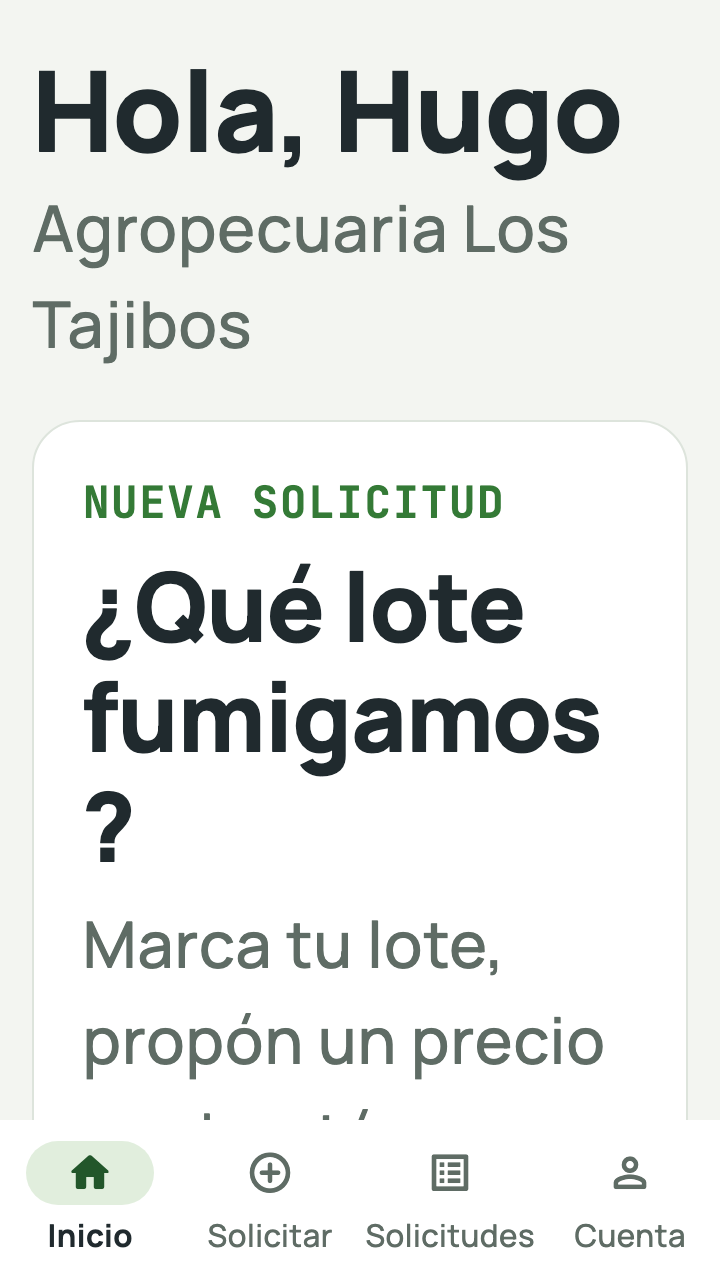 Hola, Hugo
Agropecuaria Los
Tajibos
NUEVA SOLICITUD
¿Qué lote
fumigamos
?
Marca tu lote,
propón un precio
Inicio
Solicitar
Solicitudes
Cuenta